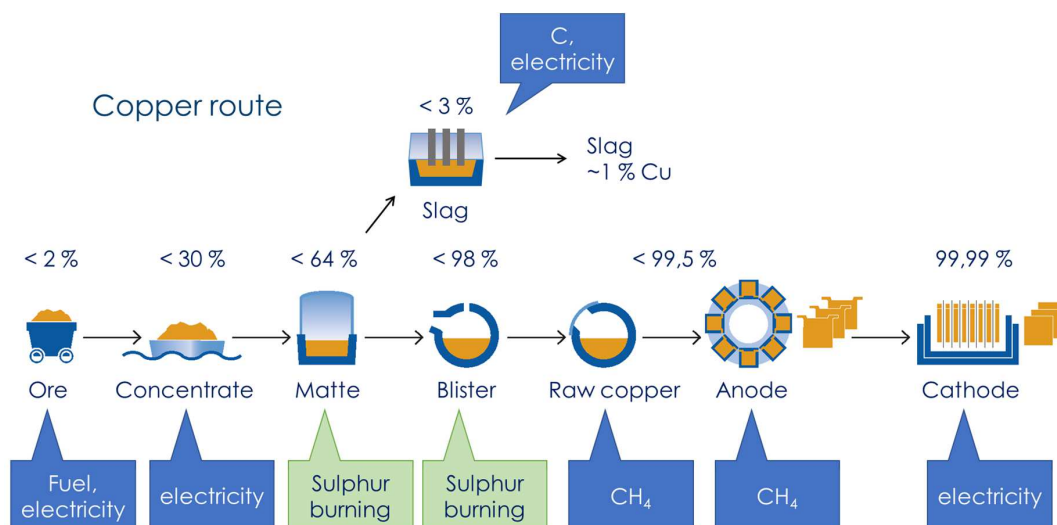 C,
electricity
Copper route
< 3 %
Slag
~1 % Cu
Slag
< 2 %
< 30 %
< 64 %
< 98 %
< 99,5 %
99,99 %
Ore
Concentrate
Matte
Blister
Raw copper
Anode
Cathode
Fuel,
electricity
electricity
Sulphur
burning
Sulphur
burning
CH₄
CH₄
electricity